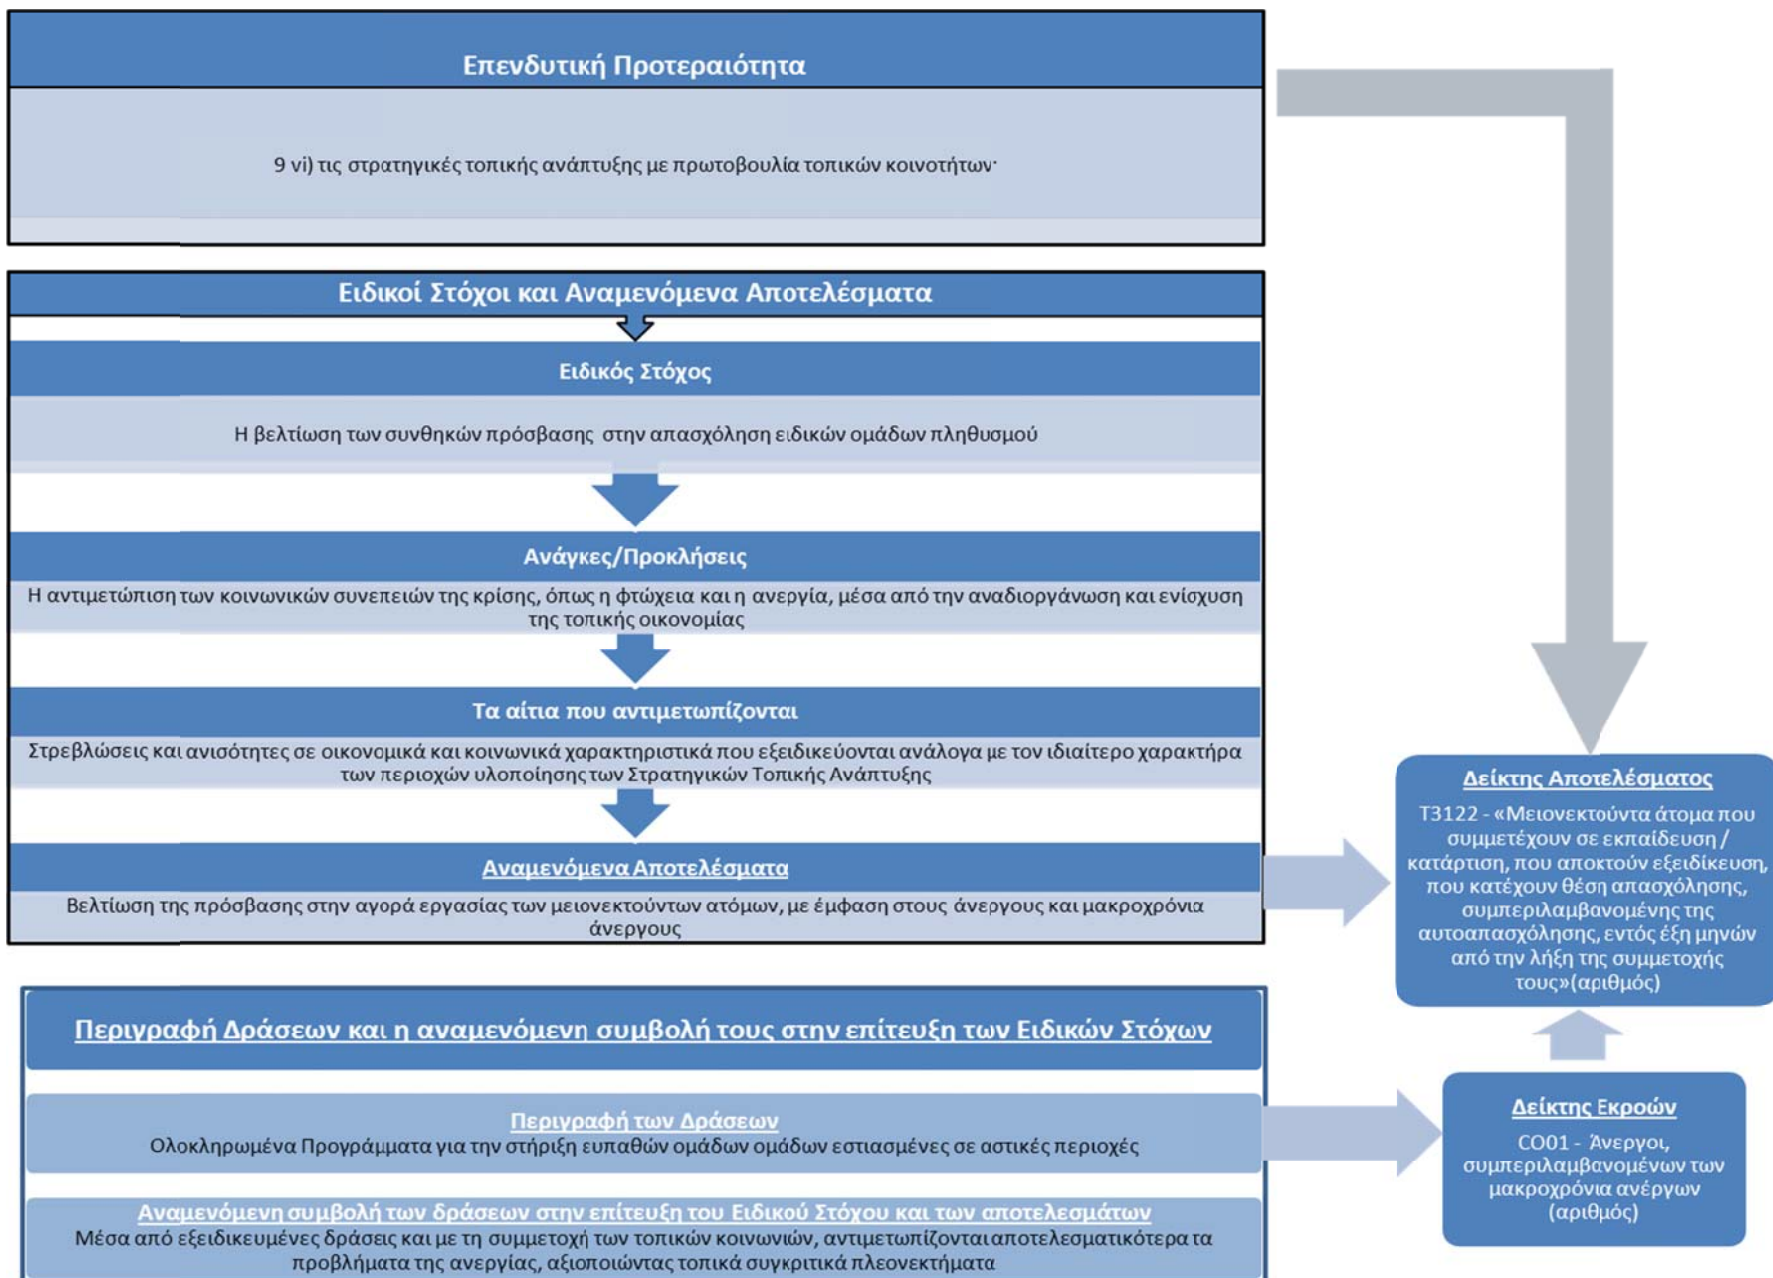 Επενδυτική Προτεραιότητα
9 vi) τις στρατηγικές τοπικής ανάπτυξης με πρωτοβουλία τοπικών κοινοτήτων·
Ειδικοί Στόχοι και Αναμενόμενα Αποτελέσματα
Ειδικός Στόχος
Η βελτίωση των συνθηκών πρόσβασης στην απασχόληση ειδικών ομάδων πληθυσμού
Ανάγκες/Προκλήσεις
Η αντιμετώπιση των κοινωνικών συνεπειών της κρίσης, όπως η φτώχεια και η ανεργία, μέσα από την αναδιοργάνωση και ενίσχυση
της τοπικής οικονομίας
Τα αίτια που αντιμετωπίζονται
Στρεβλώσεις και ανισότητες σε οικονομικά και κοινωνικά χαρακτηριστικά που εξειδικεύονται ανάλογα με τον ιδιαίτερο χαρακτήρα
των περιοχών υλοποίησης των Στρατηγικών Τοπικής Ανάπτυξης
Αναμενόμενα Αποτελέσματα
Βελτίωση της πρόσβασης στην αγορά εργασίας των μειονεκτούντων ατόμων, με έμφαση στους άνεργους και μακροχρόνια
άνεργους
Περιγραφή Δράσεων και η αναμενόμενη συμβολή τους στην επίτευξη των Ειδικών Στόχων
Περιγραφή των Δράσεων
Ολοκληρωμένα Προγράμματα για την στήριξη ευπαθών ομάδων ομάδων εστιασμένες σε αστικές περιοχές
Αναμενόμενη συμβολή των δράσεων στην επίτευξη του Ειδικού Στόχου και των αποτελεσμάτων
Μέσα από εξειδικευμένες δράσεις και με τη συμμετοχή των τοπικών κοινωνιών, αντιμετωπίζονται αποτελεσματικότερα τα
προβλήματα της ανεργίας, αξιοποιώντας τοπικά συγκριτικά πλεονεκτήματα
Δείκτης Αποτελέσματος
Τ3122 - «Μειονεκτούντα άτομα που
συμμετέχουν σε εκπαίδευση /
κατάρτιση, που αποκτούν εξειδίκευση,
που κατέχουν θέση απασχόλησης,
συμπεριλαμβανομένης της
αυτοαπασχόλησης, εντός έξη μηνών
από την λήξη της συμμετοχής
τους»(αριθμός)
Δείκτης Εκροών
CO01 - Άνεργοι,
συμπεριλαμβανομένων των
μακροχρόνια ανέργων
(αριθμός)